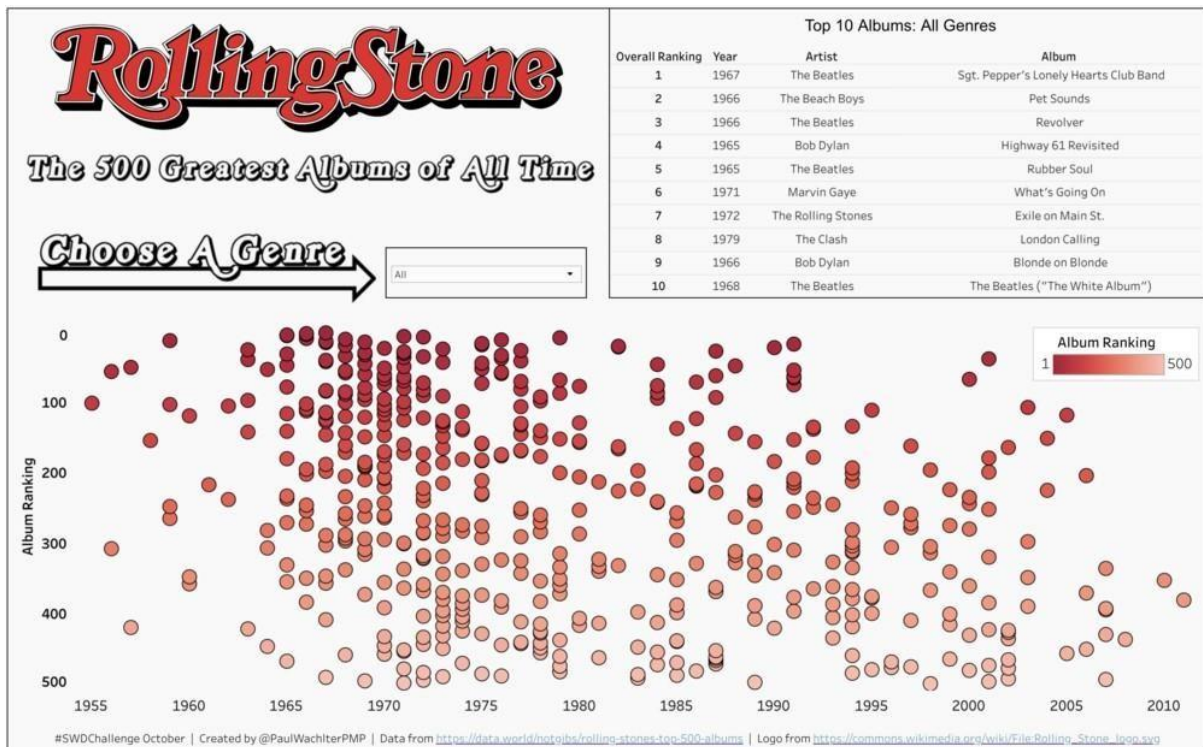 RollingStone
The 500 Greatest Albums of All Time
Choose A Genre
All
Top 10 Albums: All Genres
Overall Ranking Year Artist Album
1 1967 The Beatles Sgt. Pepper's Lonely Hearts Club Band
2 1966 The Beach Boys Pet Sounds
3 1966 The Beatles Revolver
4 1965 Bob Dylan Highway 61 Revisited
5 1965 The Beatles Rubber Soul
6 1971 Marvin Gaye What's Going On
7 1972 The Rolling Stones Exile on Main St.
8 1979 The Clash London Calling
9 1966 Bob Dylan Blonde on Blonde
10 1968 The Beatles The Beatles ("The White Album")
Album Ranking
1 500
Album Ranking
0
100
200
300
400
500
1955 1960 1965 1970 1975 1980 1985 1990 1995 2000 2005 2010
#SWDChallenge October | Created by @PaulWachlterPMP | Data from https://data.world/notgibs/rolling-stones-top-500-albums | Logo from https://commons.wikimedia.org/wiki/File:Rolling_Stone_logo.svg